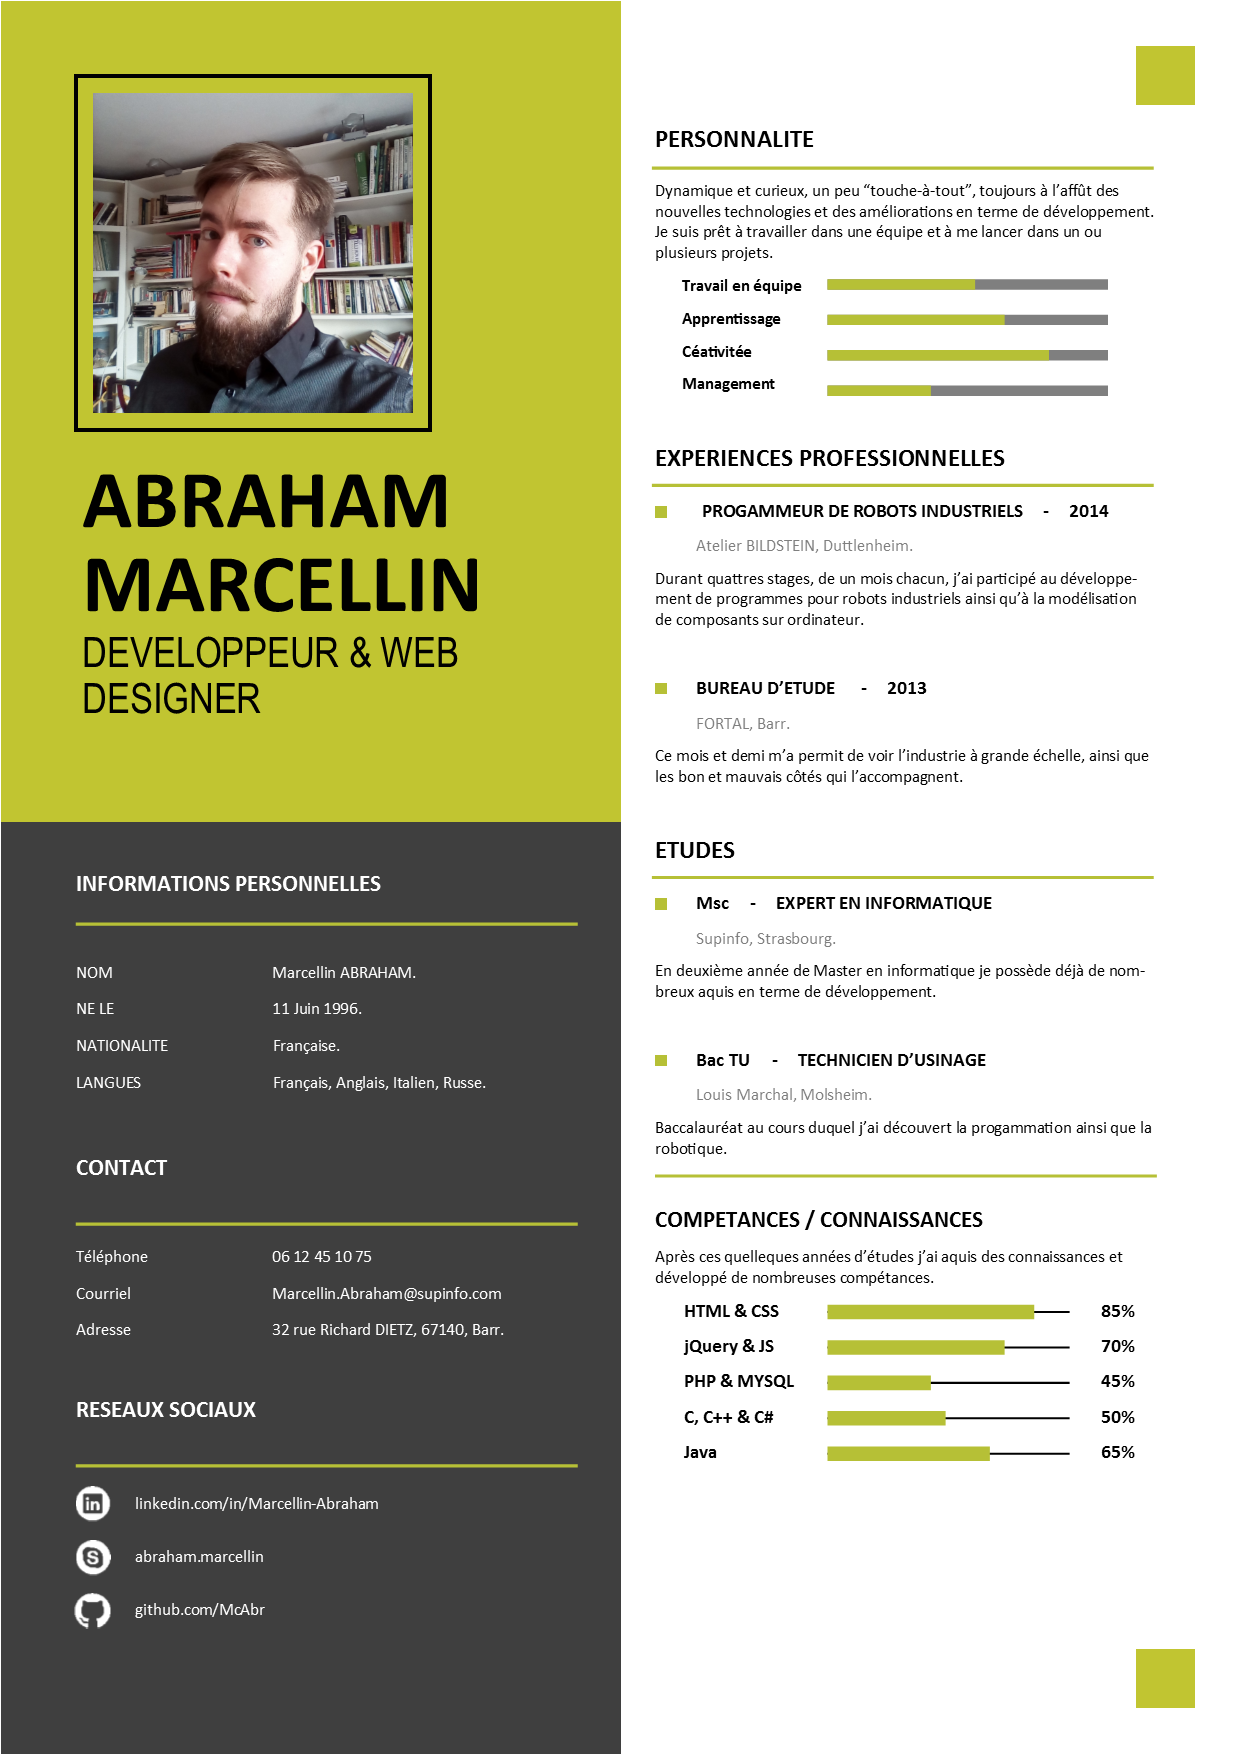 ABRAHAM
MARCELLIN
DEVELOPPEUR & WEB
DESIGNER
INFORMATIONS PERSONNELLES
NOM Marcellin ABRAHAM.
NE LE 11 Juin 1996.
NATIONALITE Française.
LANGUES Français, Anglais, Italien, Russe.
CONTACT
Téléphone 06 12 45 10 75
Courriel Marcellin.Abraham@supinfo.com
Adresse 32 rue Richard DIETZ, 67140, Barr.
RESEAUX SOCIAUX
linkedin.com/in/Marcellin-Abraham
abraham.marcellin
github.com/McAbr
PERSONNALITE
Dynamique et curieux, un peu “touche-à-tout”, toujours à l’affût des
nouvelles technologies et des améliorations en terme de développement.
Je suis prêt à travailler dans une équipe et à me lancer dans un ou
plusieurs projets.
Travail en équipe
Apprentissage
Céativitée
Management
EXPERIENCES PROFESSIONNELLES
PROGAMMEUR DE ROBOTS INDUSTRIELS - 2014
Atelier BILDSTEIN, Duttlenheim.
Durant quattres stages, de un mois chacun, j’ai participé au développe-
ment de programmes pour robots industriels ainsi qu’à la modélisation
de composants sur ordinateur.
BUREAU D’ETUDE - 2013
FORTAL, Barr.
Ce mois et demi m’a permit de voir l’industrie à grande échelle, ainsi que
les bon et mauvais côtés qui l’accompagnent.
ETUDES
Msc - EXPERT EN INFORMATIQUE
Supinfo, Strasbourg.
En deuxième année de Master en informatique je possède déjà de nom-
breux aquis en terme de développement.
Bac TU - TECHNICIEN D’USINAGE
Louis Marchal, Molsheim.
Baccalauréat au cours duquel j’ai découvert la progammation ainsi que la
robotique.
COMPETANCES / CONNAISSANCES
Après ces quelleques années d’études j’ai aquis des connaissances et
développé de nombreuses compétances.
HTML & CSS 85%
jQuery & JS 70%
PHP & MYSQL 45%
C, C++ & C# 50%
Java 65%